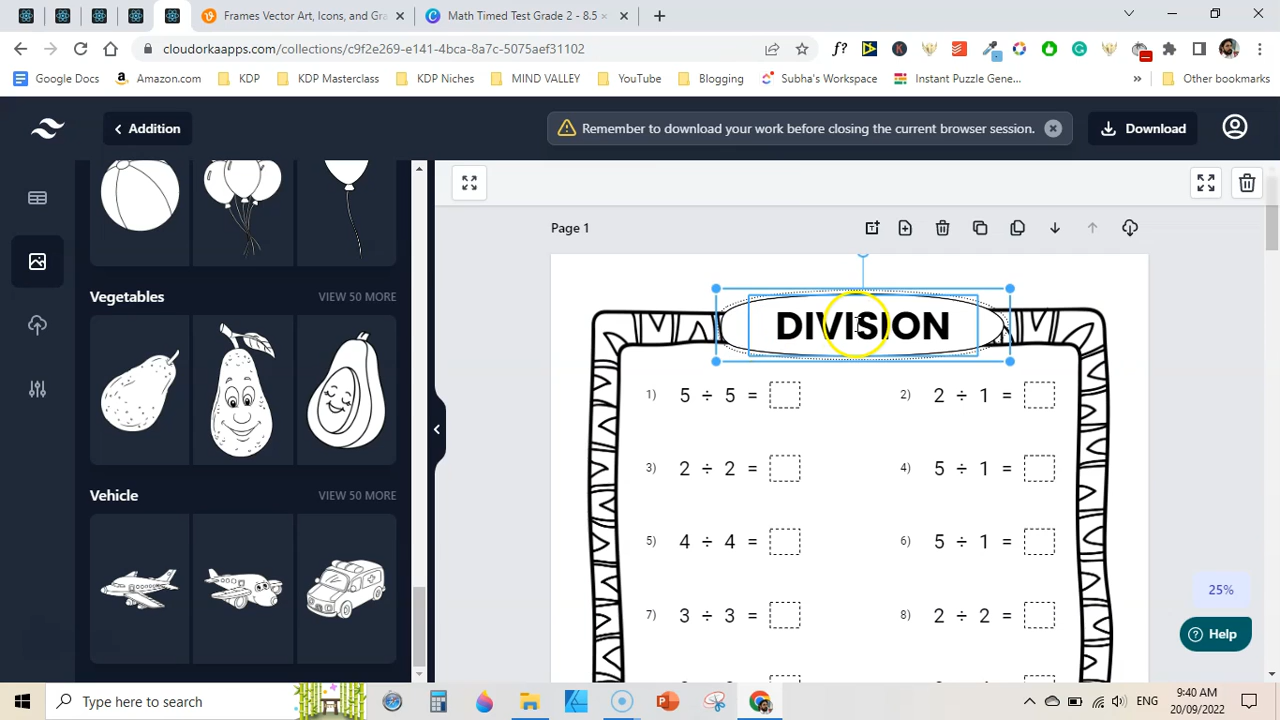 Frames Vector Art, Icons, and Gra
Math Timed Test Grade 2 - 8.5 ×
cloudorkaapps.com/collections/c9f2e269-e141-4bca-8a7c-5075aef31102
Google Docs
Amazon.com
KDP
KDP Masterclass
KDP Niches
MIND VALLEY
YouTube
Blogging
Subha's Workspace
Instant Puzzle Gene...
»
Other bookmarks
Addition
Remember to download your work before closing the current browser session.
Download
Page 1
Vegetables
VIEW 50 MORE
Vehicle
VIEW 50 MORE
DIVISION
1) 5 ÷ 5 =
2) 2 ÷ 1 =
3) 2 ÷ 2 =
4) 5 ÷ 1 =
5) 4 ÷ 4 =
6) 5 ÷ 1 =
7) 3 ÷ 3 =
8) 2 ÷ 2 =
25%
Help
Type here to search
ENG
9:40 AM
20/09/2022